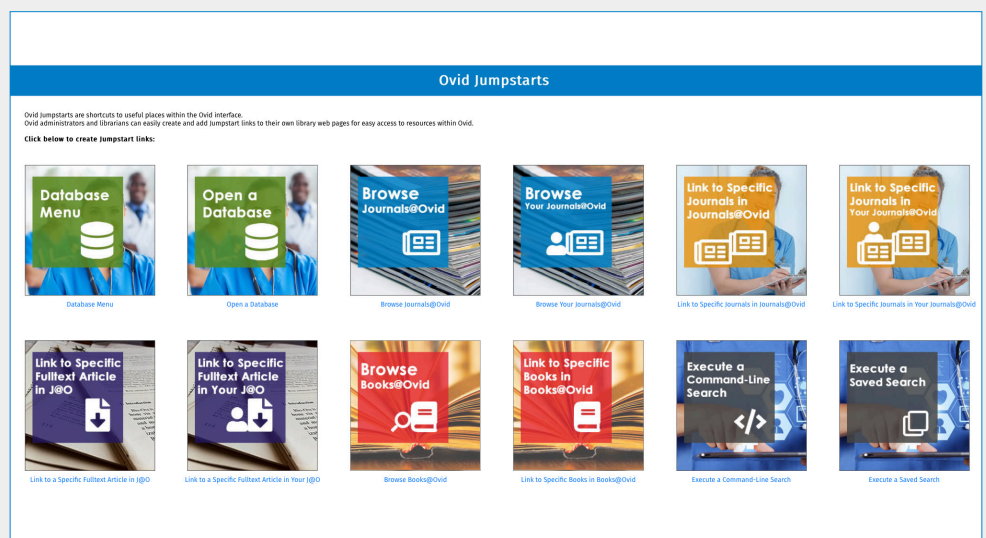 Ovid Jumpstarts
Ovid Jumpstarts are shortcuts to useful places within the Ovid interface.
Ovid administrators and librarians can easily create and add Jumpstart links to their own library web pages for easy access to resources within Ovid.
Click below to create Jumpstart links:
Database
Menu
Open a
Database
Browse
Journals@Ovid
Browse
Your Journals@Ovid
Link to Specific
Journals in
Journals@Ovid
Link to Specific
Journals in
Your Journals@Ovid
Database Menu
Open a Database
Browse Journals@Ovid
Browse Your Journals@Ovid
Link to Specific Journals in Journals@Ovid
Link to Specific Journals in Your Journals@Ovid
Link to Specific
Fulltext Article
in J@O
Link to Specific
Fulltext Article
in Your J@O
Browse
Books@Ovid
Link to Specific
Books in
Books@Ovid
Execute a
Command-Line
Search
</>
Execute a
Saved Search
Link to a Specific Fulltext Article in J@O
Link to a Specific Fulltext Article in Your J@O
Browse Books@Ovid
Link to Specific Books in Books@Ovid
Execute a Command-Line Search
Execute a Saved Search